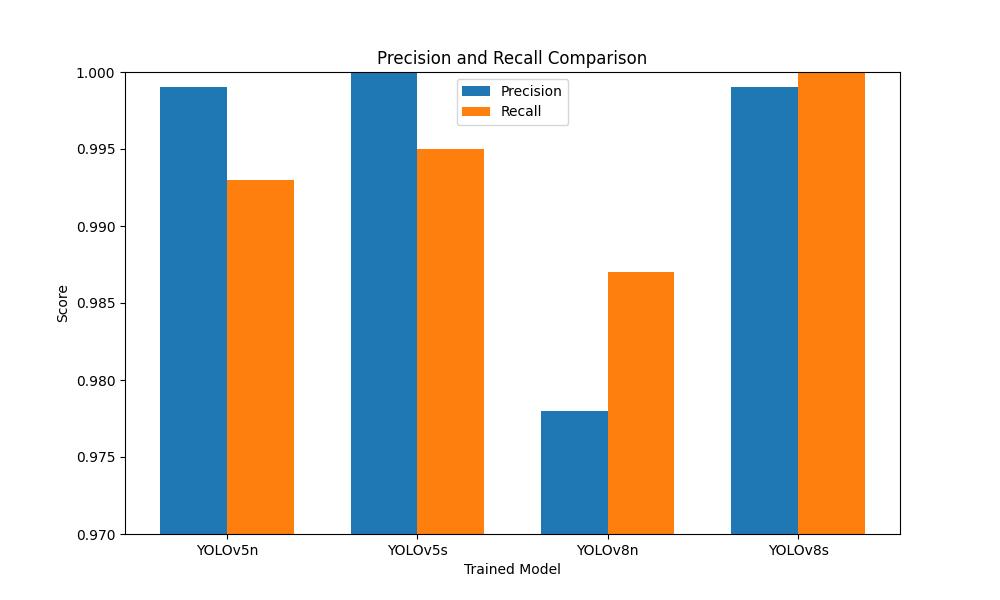 Precision and Recall Comparison
1.000
0.995
0.990
0.985
0.980
0.975
0.970
Score
Precision
Recall
YOLOv5n
YOLOv5s
YOLOv8n
YOLOv8s
Trained Model